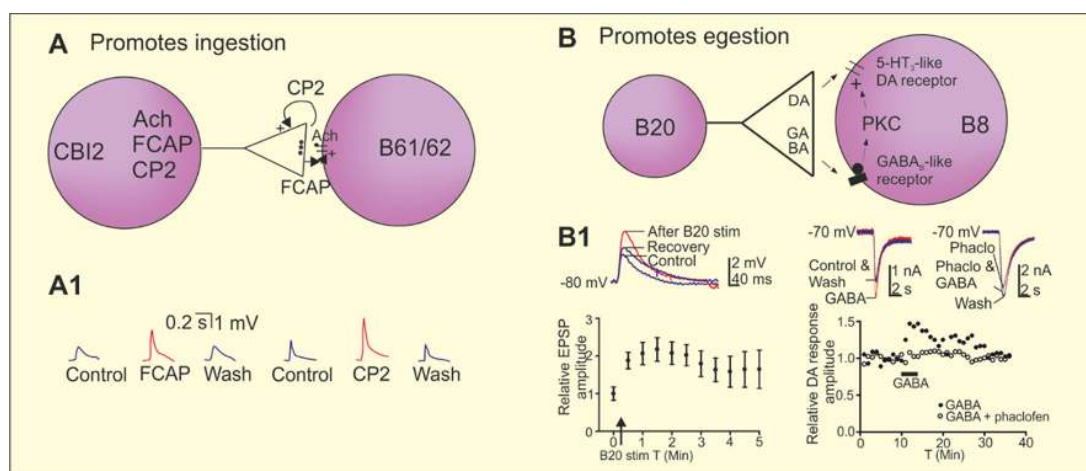 A Promotes ingestion
CBI2
Ach
FCAP
CP2
CP2
Ach
FCAP
B61/62
A1
0.2 s 1 mV
Control FCAP Wash Control CP2 Wash
B Promotes egestion
B20
DA
GA
BA
5-HT3-like
DA receptor
PKC
B8
GABAB-like
receptor
B1
After B20 stim
Recovery
Control
-80 mV
2 mV
40 ms
-70 mV
Control &
Wash
GABA
1 nA
2 s
-70 mV
Phaclo
Phaclo &
GABA
Wash
2 nA
2 s
Relative EPSP
amplitude
2
a1
0 1 2 3 4 5
B20 stim T (Min)
Relative DA response
amplitude
1.5
1.0
0.5
GABA
GABA
GABA + phaclofen
0 10 20 30 40
T (Min)